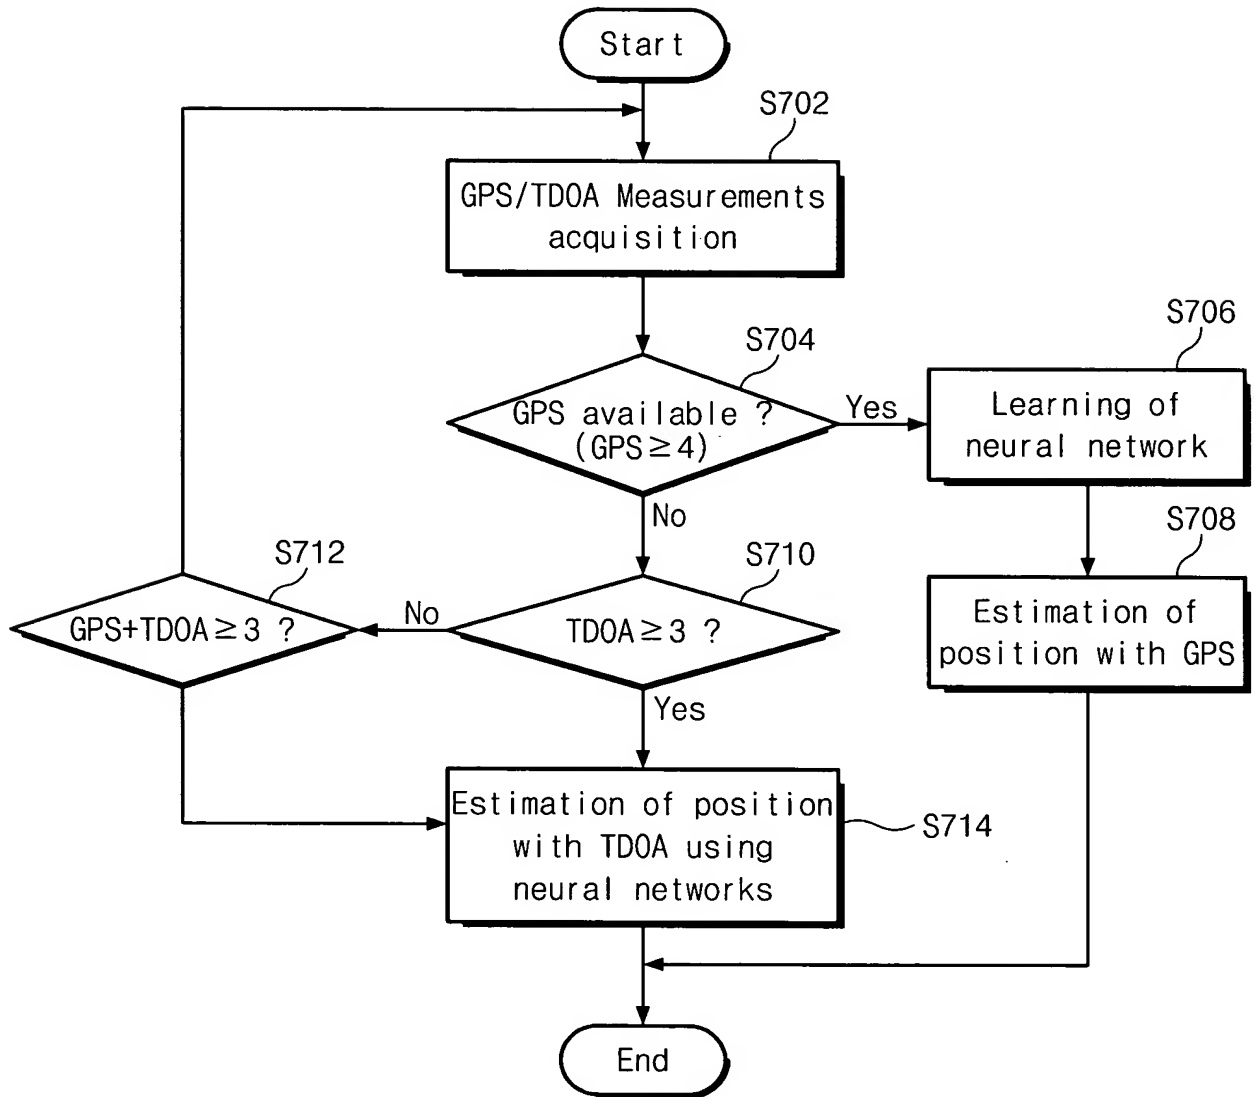 Start
S702
GPS/TDOA Measurements
acquisition
S704
GPS available ?
(GPS≥4)
Yes
S706
Learning of
neural network
No
S708
Estimation of
position with GPS
S710
TDOA≥3 ?
No
S712
GPS+TDOA≥3 ?
Yes
Estimation of position
with TDOA using
neural networks
S714
End